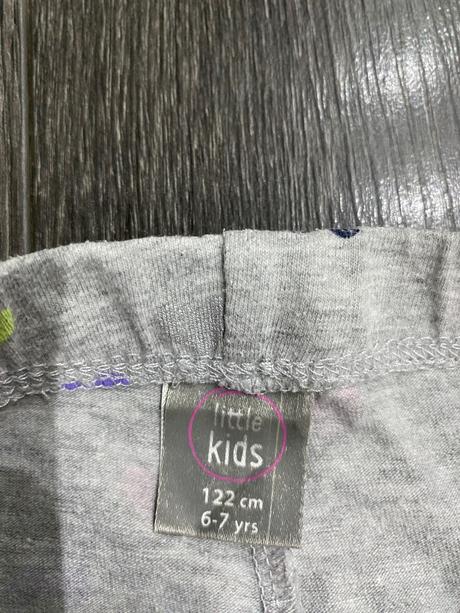 little
kids
122 cm
6-7 yrs